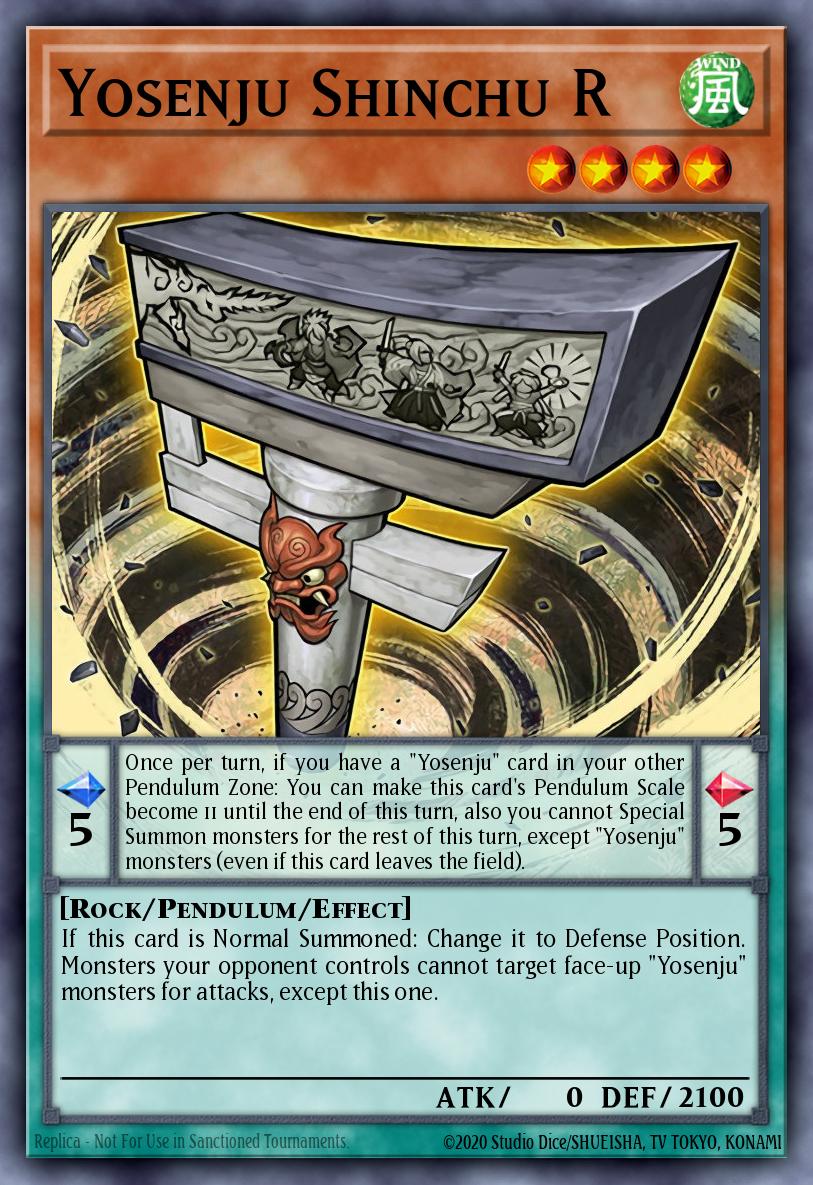 Yosenju Shinchu R
WIND
風
Once per turn, if you have a "Yosenju" card in your other
Pendulum Zone: You can make this card's Pendulum Scale
become 11 until the end of this turn, also you cannot Special
Summon monsters for the rest of this turn, except "Yosenju"
monsters (even if this card leaves the field).
5
5
[Rock/Pendulum/Effect]
If this card is Normal Summoned: Change it to Defense Position.
Monsters your opponent controls cannot target face-up "Yosenju"
monsters for attacks, except this one.
ATK/ 0 DEF/ 2100
Replica - Not For Use in Sanctioned Tournaments.
©2020 Studio Dice/SHUEISHA, TV TOKYO, KONAMI